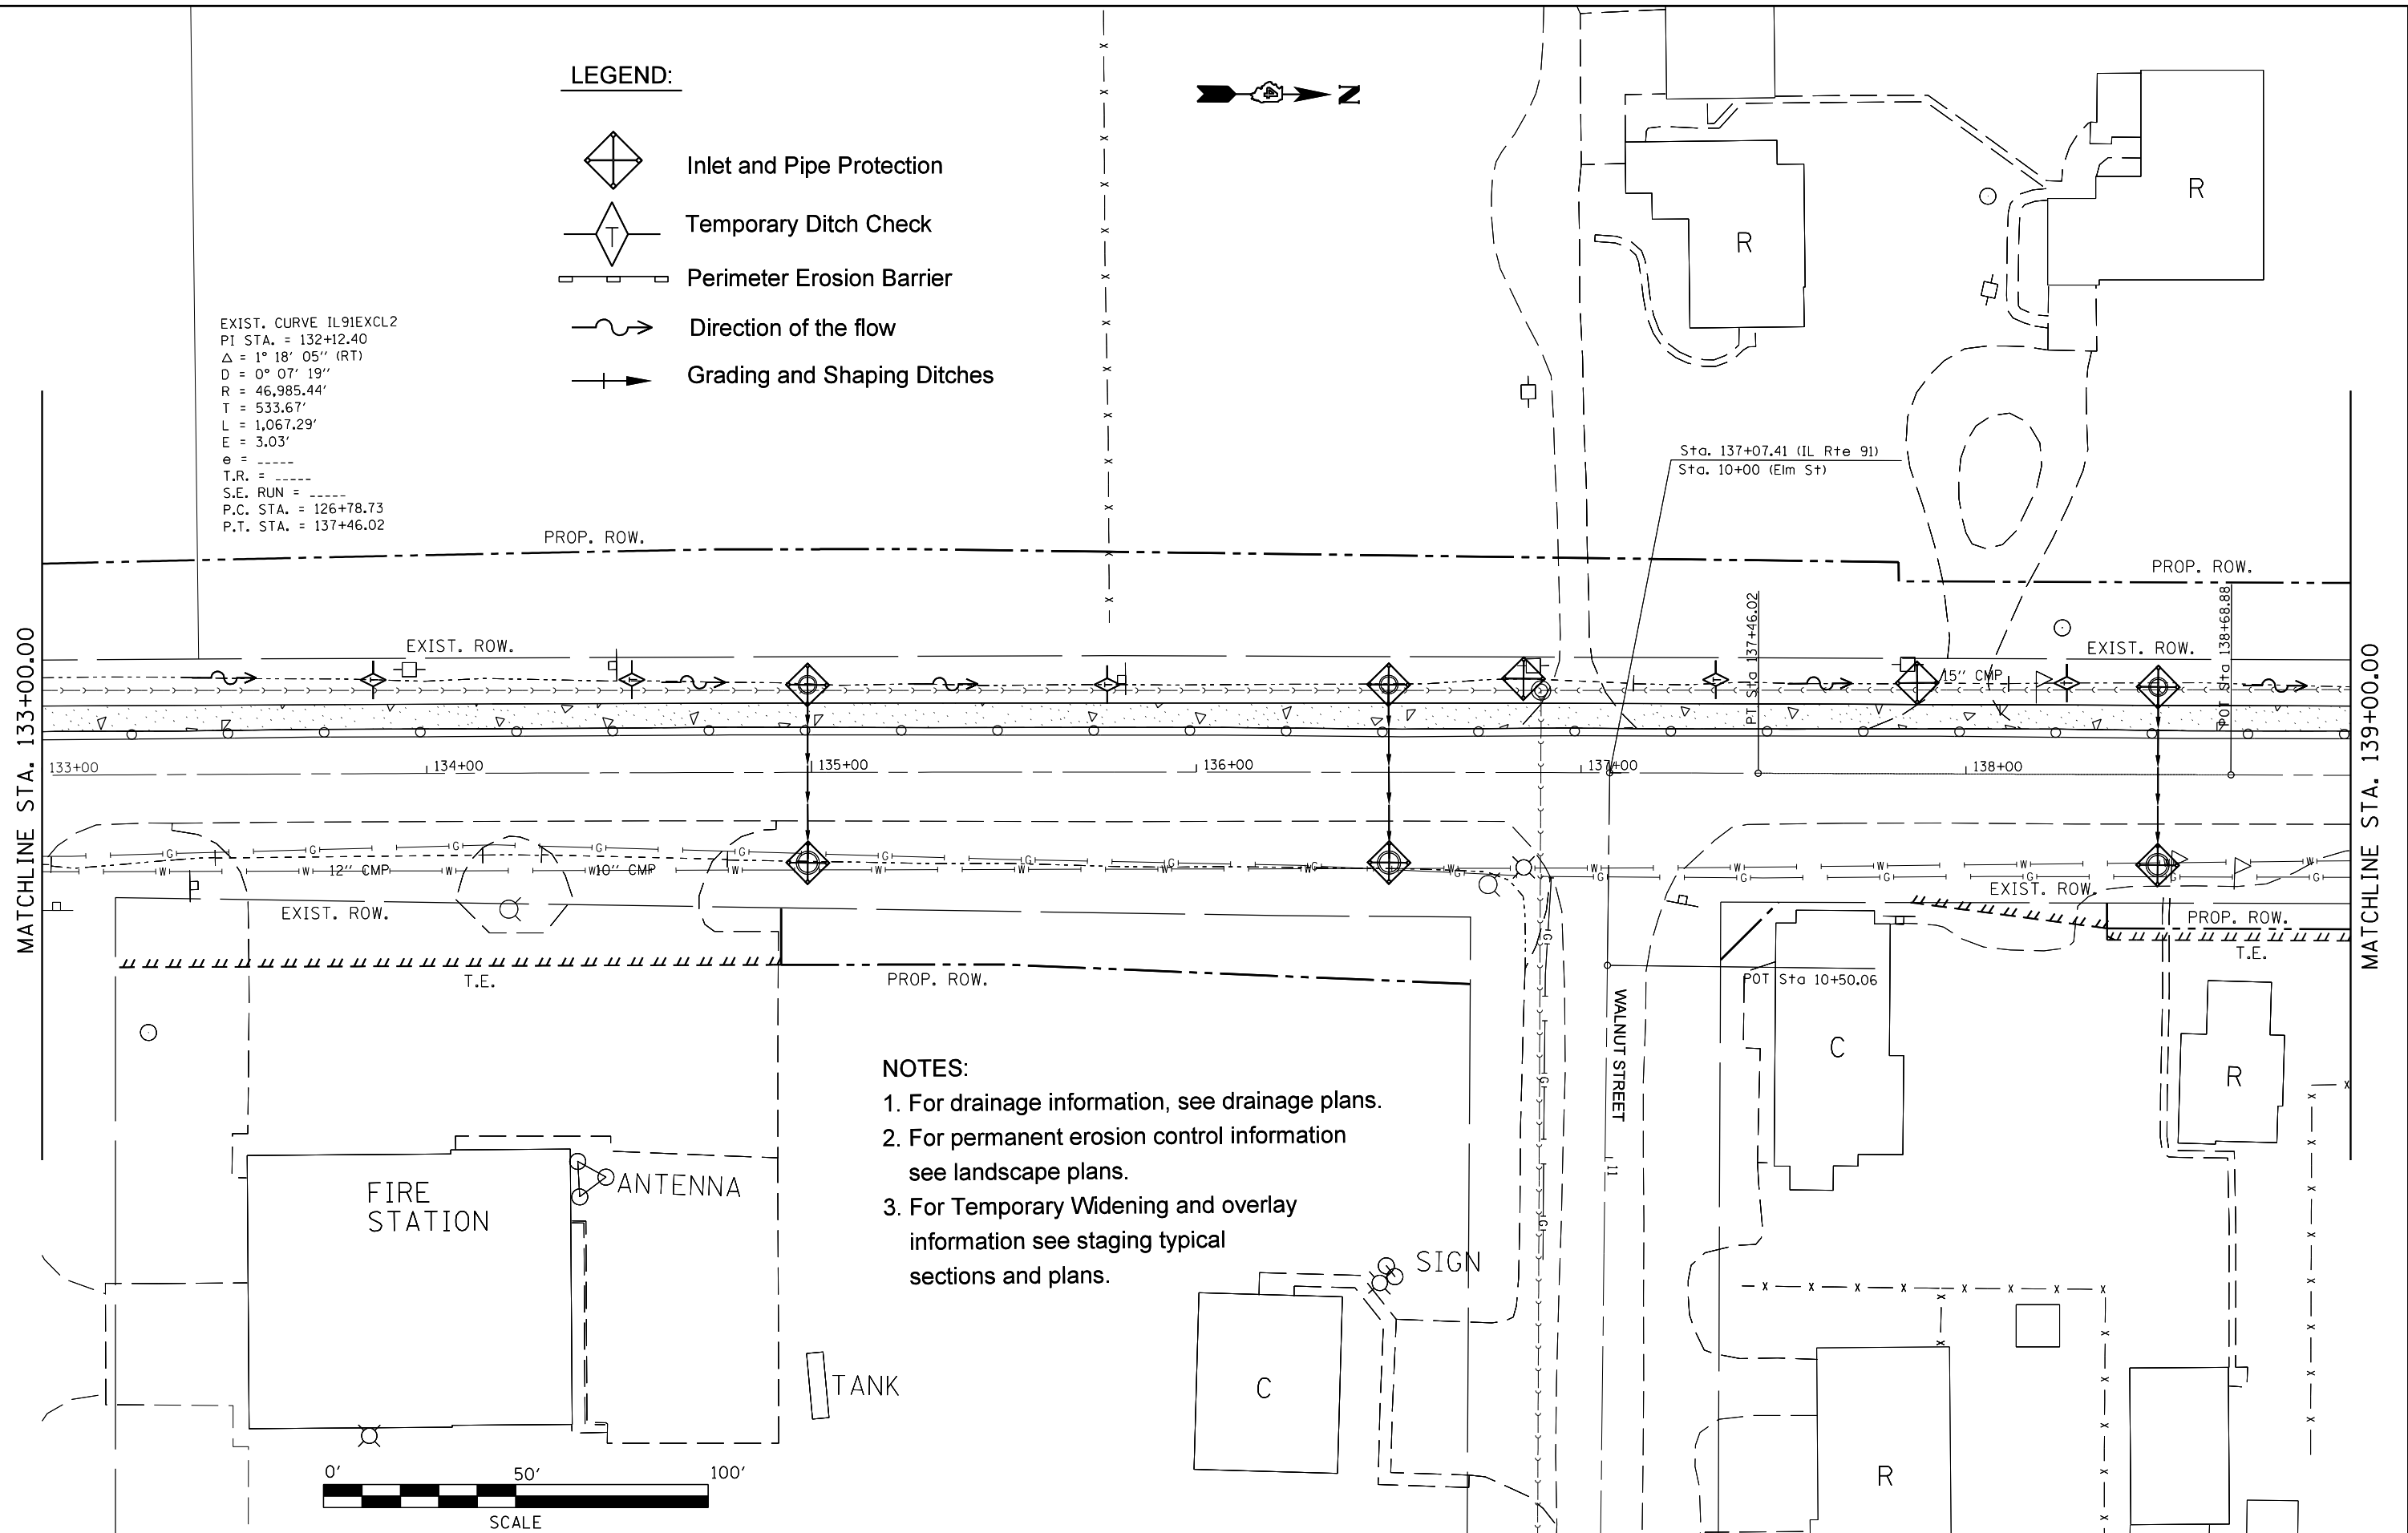 LEGEND:
Inlet and Pipe Protection
T
Temporary Ditch Check
Perimeter Erosion Barrier
Direction of the flow
Grading and Shaping Ditches
4
N
R
R
EXIST. CURVE IL91EXCL2
PI STA. = 132+12.40
Δ = 1° 18' 05'' (RT)
D = 0° 07' 19''
R = 46,985.44'
T = 533.67'
L = 1,067.29'
E = 3.03'
e = _____
T.R. = _____
S.E. RUN = _____
P.C. STA. = 126+78.73
P.T. STA. = 137+46.02
Sta. 137+07.41 (IL Rte 91)
Sta. 10+00 (Elm St)
PROP. ROW.
PROP. ROW.
EXIST. ROW.
EXIST. ROW.
MATCHLINE STA. 133+00.00
MATCHLINE STA. 139+00.00
PT Sta 137+46.02
POT Sta 138+68.88
15'' CMP
133+00
134+00
135+00
136+00
137+00
138+00
12'' CMP
10'' CMP
EXIST. ROW.
EXIST. ROW.
PROP. ROW.
T.E.
T.E.
PROP. ROW.
POT Sta 10+50.06
WALNUT STREET
11
C
R
NOTES:
1. For drainage information, see drainage plans.
2. For permanent erosion control information
see landscape plans.
3. For Temporary Widening and overlay
information see staging typical
sections and plans.
FIRE
STATION
ANTENNA
SIGN
TANK
C
R
0'
50'
100'
SCALE